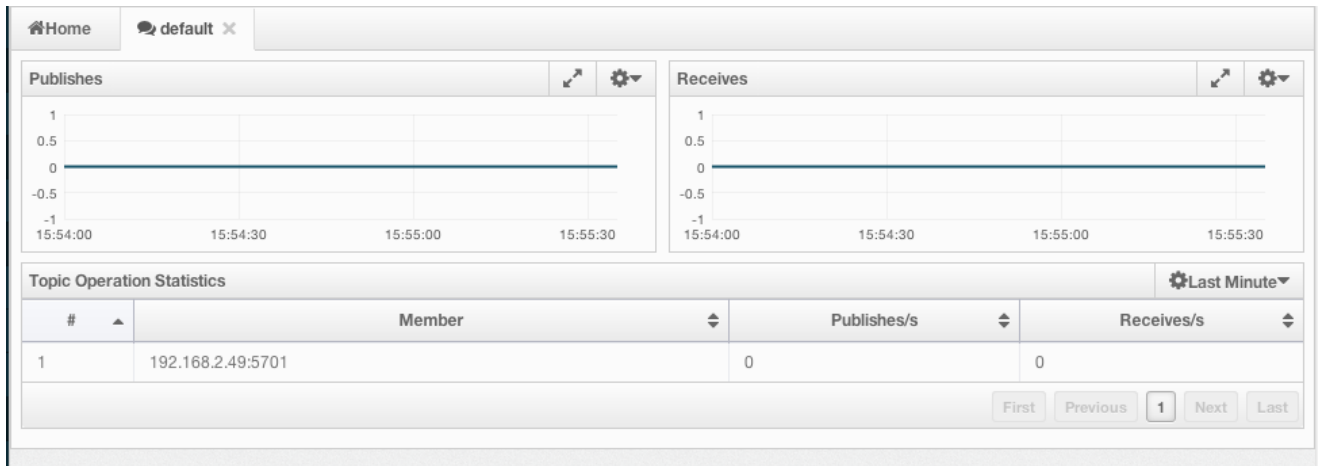 Home default
Publishes
1
0.5
0
-0.5
-1
15:54:00 15:54:30 15:55:00 15:55:30
Receives
1
0.5
0
-0.5
-1
15:54:00 15:54:30 15:55:00 15:55:30
Topic Operation Statistics Last Minute
# Member Publishes/s Receives/s
1 192.168.2.49:5701 0 0
First Previous 1 Next Last